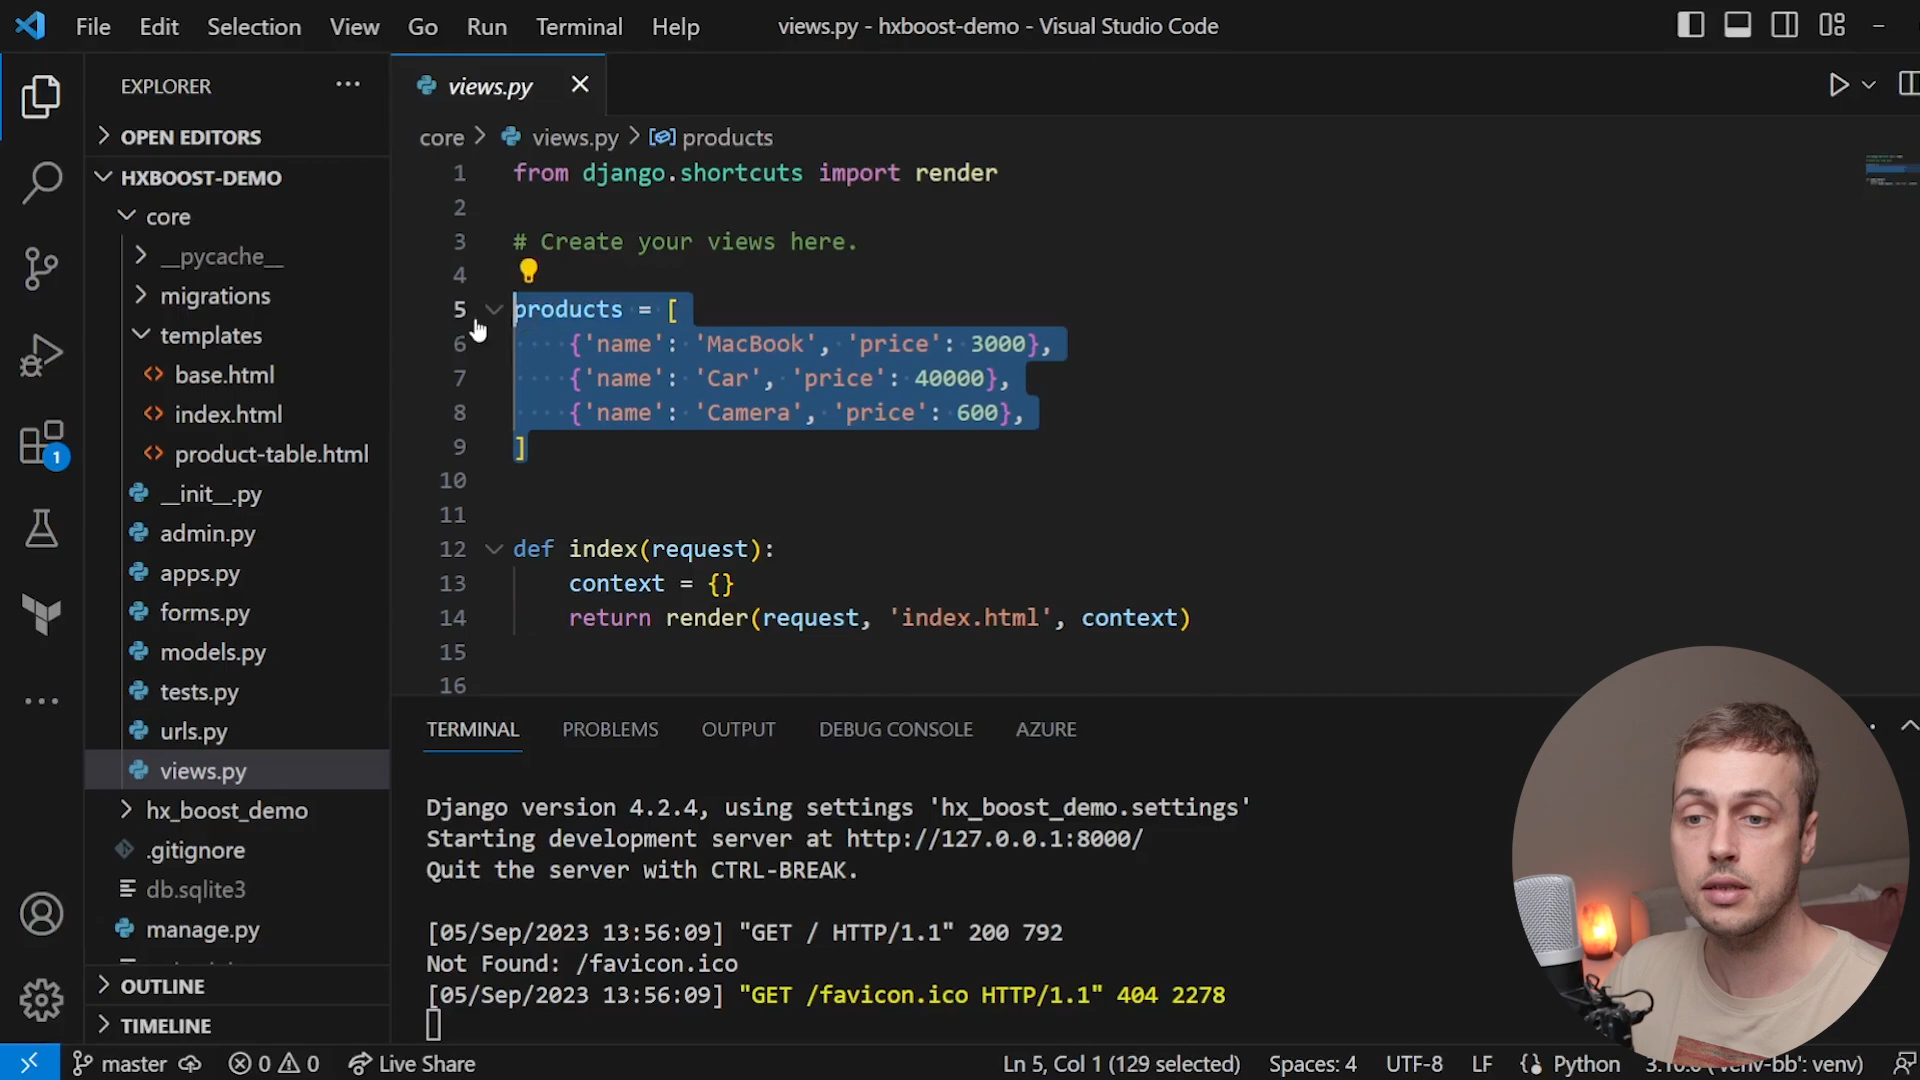 File Edit Selection View Go Run Terminal Help views.py - hxboost-demo - Visual Studio Code
EXPLORER
OPEN EDITORS
HXBOOST-DEMO
core
__pycache__
migrations
templates
base.html
index.html
product-table.html
__init__.py
admin.py
apps.py
forms.py
models.py
tests.py
urls.py
views.py
hx_boost_demo
.gitignore
db.sqlite3
manage.py
OUTLINE
TIMELINE
1
views.py
core > views.py > products
1 from django.shortcuts import render
2
3 # Create your views here.
4
5 products = [
6 {'name': 'MacBook', 'price': 3000},
7 {'name': 'Car', 'price': 40000},
8 {'name': 'Camera', 'price': 600},
9 ]
10
11
12 def index(request):
13 context = {}
14 return render(request, 'index.html', context)
15
16
TERMINAL PROBLEMS OUTPUT DEBUG CONSOLE AZURE
Django version 4.2.4, using settings 'hx_boost_demo.settings'
Starting development server at http://127.0.0.1:8000/
Quit the server with CTRL-BREAK.
[05/Sep/2023 13:56:09] "GET / HTTP/1.1" 200 792
Not Found: /favicon.ico
[05/Sep/2023 13:56:09] "GET /favicon.ico HTTP/1.1" 404 2278
master 0 0 Live Share Ln 5, Col 1 (129 selected) Spaces: 4 UTF-8 LF Python venv)